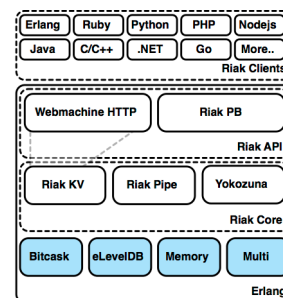 Erlang Ruby Python PHP Nodejs
Java C/C++ .NET Go More..
Riak Clients
Webmachine HTTP Riak PB
Riak API
Riak KV Riak Pipe Yokozuna
Riak Core
Bitcask eLevelDB Memory Multi
Erlang